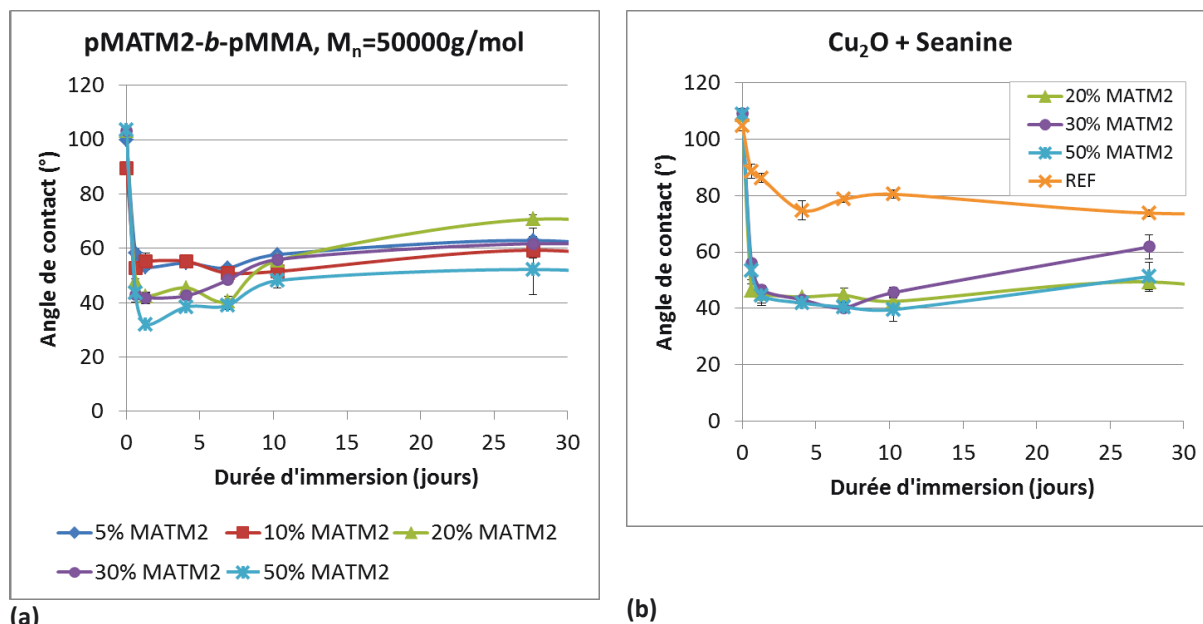 pMATM2-b-pMMA, Mn=50000g/mol
120
100
80
60
40
20
0
Angle de contact (°)
0 5 10 15 20 25 30
Durée d'immersion (jours)
5% MATM2 10% MATM2 20% MATM2
30% MATM2 50% MATM2
(a)
Cu2O + Seanine
120
100
80
60
40
20
0
Angle de contact (°)
20% MATM2
30% MATM2
50% MATM2
REF
0 5 10 15 20 25 30
Durée d'immersion (jours)
(b)